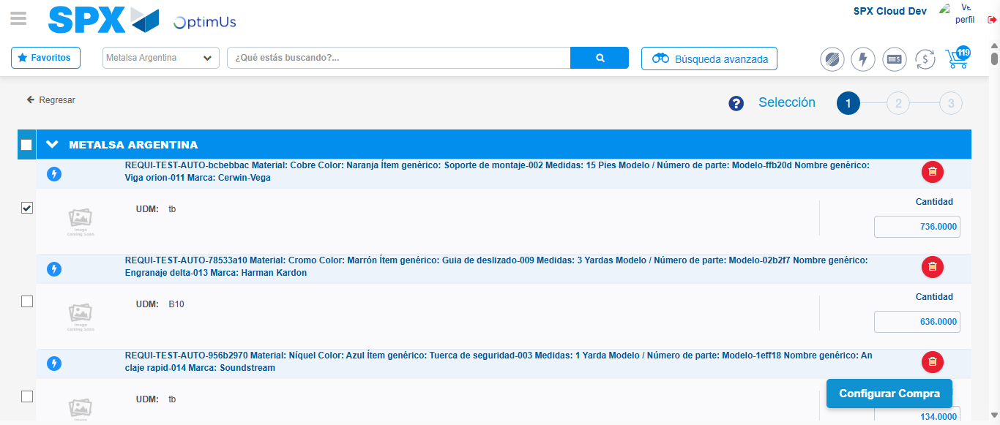 SPX
OptimUs
SPX Cloud Dev
Ve
perfil
Favoritos
Metalsa Argentina
¿Qué estás buscando?...
Búsqueda avanzada
119
Regresar
?
Selección
1
2
3
METALSA ARGENTINA
REQUI-TEST-AUTO-bcbebbac Material: Cobre Color: Naranja Ítem genérico: Soporte de montaje-002 Medidas: 15 Pies Modelo / Número de parte: Modelo-ffb20d Nombre genérico:
Viga orion-011 Marca: Cerwin-Vega
Image
Coming Soon
UDM: tb
Cantidad
736.0000
REQUI-TEST-AUTO-78533a10 Material: Cromo Color: Marrón Ítem genérico: Guia de deslizado-009 Medidas: 3 Yardas Modelo / Número de parte: Modelo-02b2f7 Nombre genérico:
Engranaje delta-013 Marca: Harman Kardon
Image
Coming Soon
UDM: B10
Cantidad
636.0000
REQUI-TEST-AUTO-956b2970 Material: Níquel Color: Azul Ítem genérico: Tuerca de seguridad-003 Medidas: 1 Yarda Modelo / Número de parte: Modelo-1eff18 Nombre genérico: An
claje rapid-014 Marca: Soundstream
Image
UDM: tb
Configurar Compra
134.0000